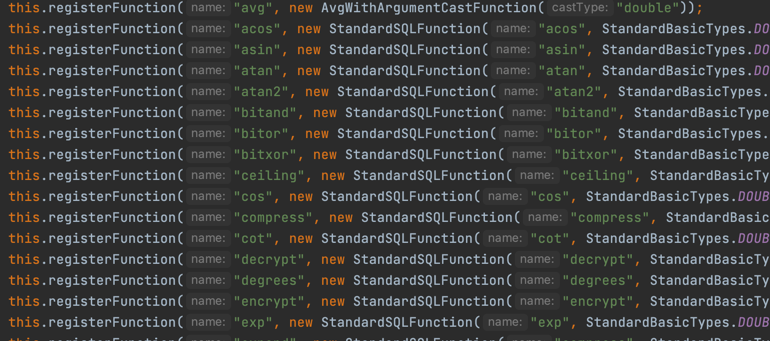 this.registerFunction( name: "avg", new AvgWithArgumentCastFunction( castType: "double"));
this.registerFunction( name: "acos", new StandardSQLFunction( name: "acos", StandardBasicTypes.DO
this.registerFunction( name: "asin", new StandardSQLFunction( name: "asin", StandardBasicTypes.DO
this.registerFunction( name: "atan", new StandardSQLFunction( name: "atan", StandardBasicTypes.DO
this.registerFunction( name: "atan2", new StandardSQLFunction( name: "atan2", StandardBasicTypes.
this.registerFunction( name: "bitand", new StandardSQLFunction( name: "bitand", StandardBasicType
this.registerFunction( name: "bitor", new StandardSQLFunction( name: "bitor", StandardBasicTypes.
this.registerFunction( name: "bitxor", new StandardSQLFunction( name: "bitxor", StandardBasicType
this.registerFunction( name: "ceiling", new StandardSQLFunction( name: "ceiling", StandardBasicTy
this.registerFunction( name: "cos", new StandardSQLFunction( name: "cos", StandardBasicTypes.DOUB
this.registerFunction( name: "compress", new StandardSQLFunction( name: "compress", StandardBasic
this.registerFunction( name: "cot", new StandardSQLFunction( name: "cot", StandardBasicTypes.DOUB
this.registerFunction( name: "decrypt", new StandardSQLFunction( name: "decrypt", StandardBasicTy
this.registerFunction( name: "degrees", new StandardSQLFunction( name: "degrees", StandardBasicTy
this.registerFunction( name: "encrypt", new StandardSQLFunction( name: "encrypt", StandardBasicTy
this.registerFunction( name: "exp", new StandardSQLFunction( name: "exp", StandardBasicTypes.DOUB